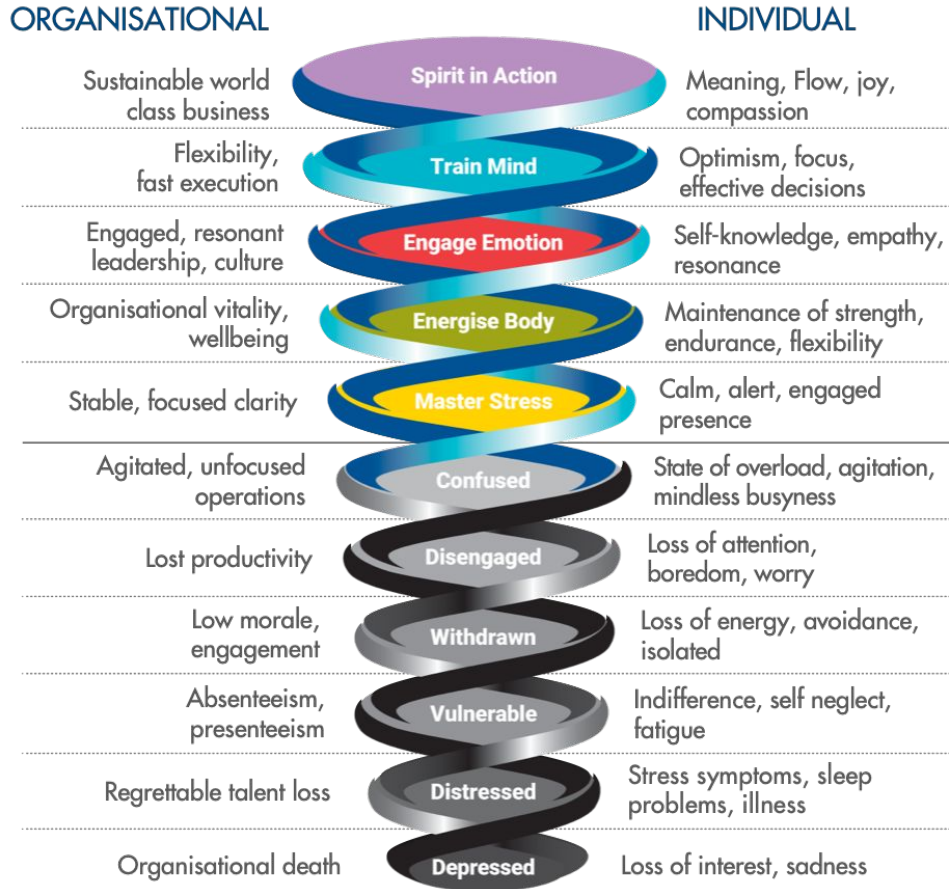 ORGANISATIONAL
INDIVIDUAL
Sustainable world
class business
Spirit in Action
Meaning, Flow, joy,
compassion
Flexibility,
fast execution
Train Mind
Optimism, focus,
effective decisions
Engaged, resonant
leadership, culture
Engage Emotion
Self-knowledge, empathy,
resonance
Organisational vitality,
wellbeing
Energise Body
Maintenance of strength,
endurance, flexibility
Stable, focused clarity
Master Stress
Calm, alert, engaged
presence
Agitated, unfocused
operations
Confused
State of overload, agitation,
mindless busyness
Lost productivity
Disengaged
Loss of attention,
boredom, worry
Low morale,
engagement
Withdrawn
Loss of energy, avoidance,
isolated
Absenteeism,
presenteeism
Vulnerable
Indifference, self neglect,
fatigue
Regrettable talent loss
Distressed
Stress symptoms, sleep
problems, illness
Organisational death
Depressed
Loss of interest, sadness